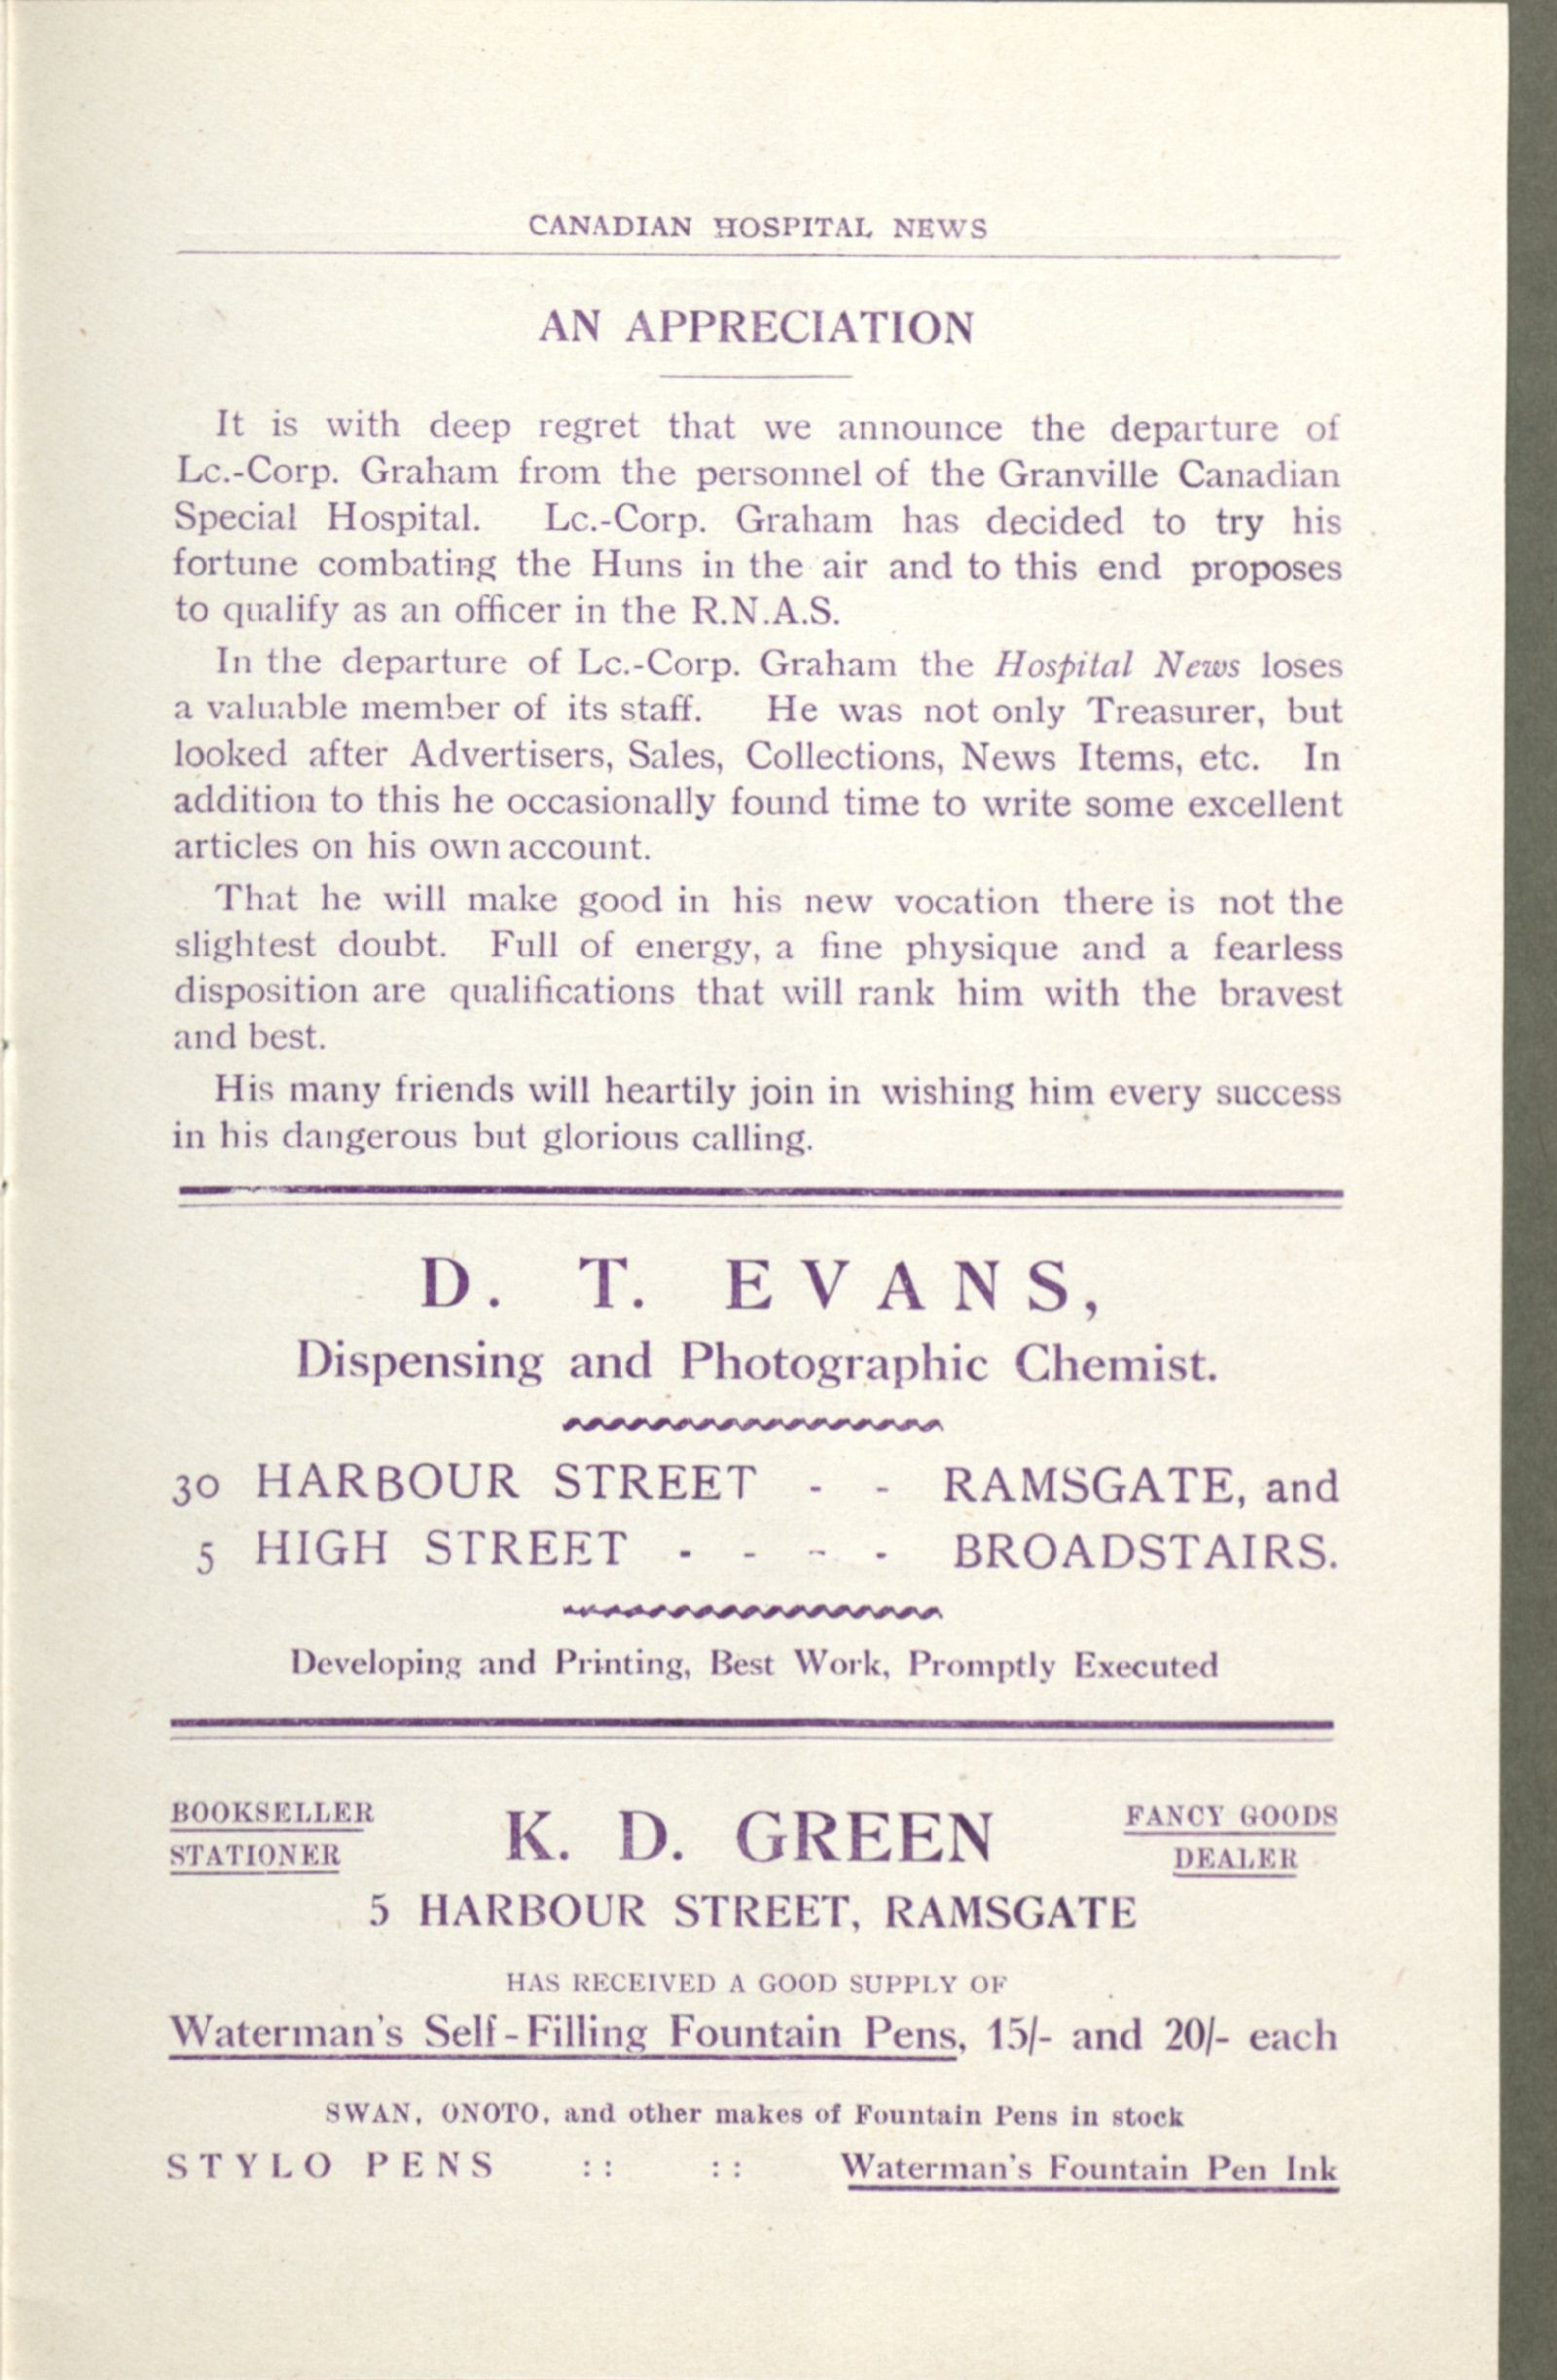 CANADIAN HOSPITAL NEWS
AN APPRECIATION
It is with deep regret that we announce the departure of
Lc.-Corp. Graham from the personnel of the Granville Canadian
Special Hospital. Lc.-Corp. Graham has decided to try his
fortune combating the Huns in the air and to this end proposes
to qualify as an officer in the R.N.A.S.
In the departure of Lc.-Corp. Graham the Hospital News loses
a valuable member of its staff. He was not only Treasurer, but
looked after Advertisers, Sales, Collections, News Items, etc. In
addition to this he occasionally found time to write some excellent
articles on his own account.
That he will make good in his new vocation there is not the
slightest doubt. Full of energy, a fine physique and a fearless
disposition are qualifications that will rank him with the bravest
and best.
His many friends will heartily join in wishing him every success
in his dangerous but glorious calling.
D. T. EVANS,
Dispensing and Photographic Chemist.
30 HARBOUR STREET - - RAMSGATE, and
5 HIGH STREET - - - - BROADSTAIRS.
Developing and Printing, Best Work, Promptly Executed
BOOKSELLER
STATIONER
K. D. GREEN
FANCY GOODS
DEALER
5 HARBOUR STREET, RAMSGATE
HAS RECEIVED A GOOD SUPPLY OF
Waterman's Self-Filling Fountain Pens, 15/- and 20/- each
SWAN, ONOTO, and other makes of Fountain Pens in stock
STYLO PENS :: :: Waterman's Fountain Pen Ink